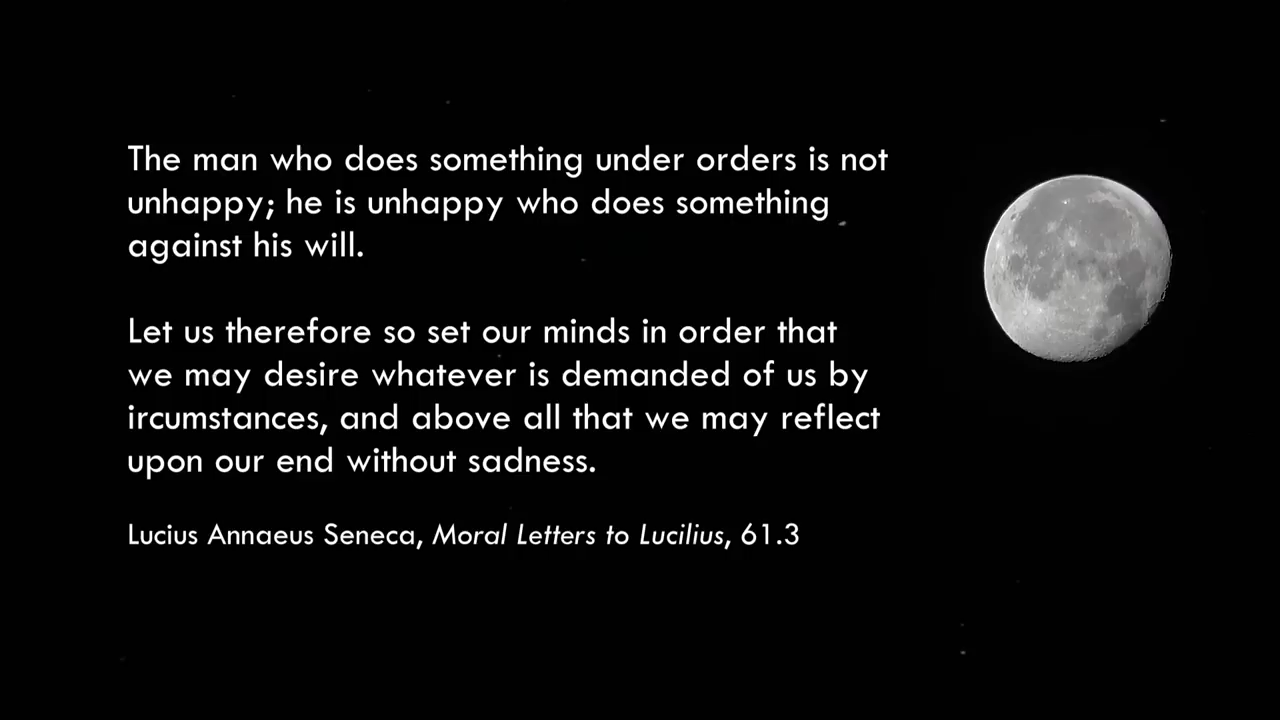 The man who does something under orders is not
unhappy; he is unhappy who does something
against his will.
Let us therefore so set our minds in order that
we may desire whatever is demanded of us by
ircumstances, and above all that we may reflect
upon our end without sadness.
Lucius Annaeus Seneca, Moral Letters to Lucilius, 61.3